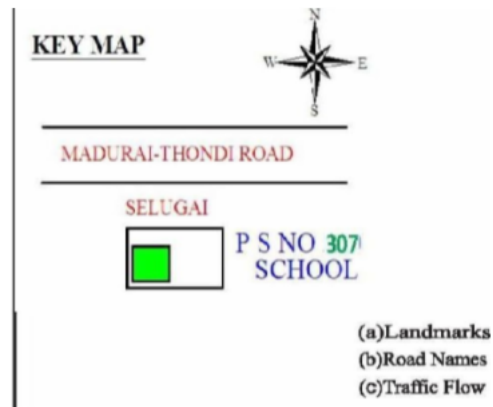 N
KEY MAP
W E
S
MADURAI-THONDI ROAD
SELUGAI
P S NO 307
SCHOOL
(a)Landmarks
(b)Road Names
(c)Traffic Flow